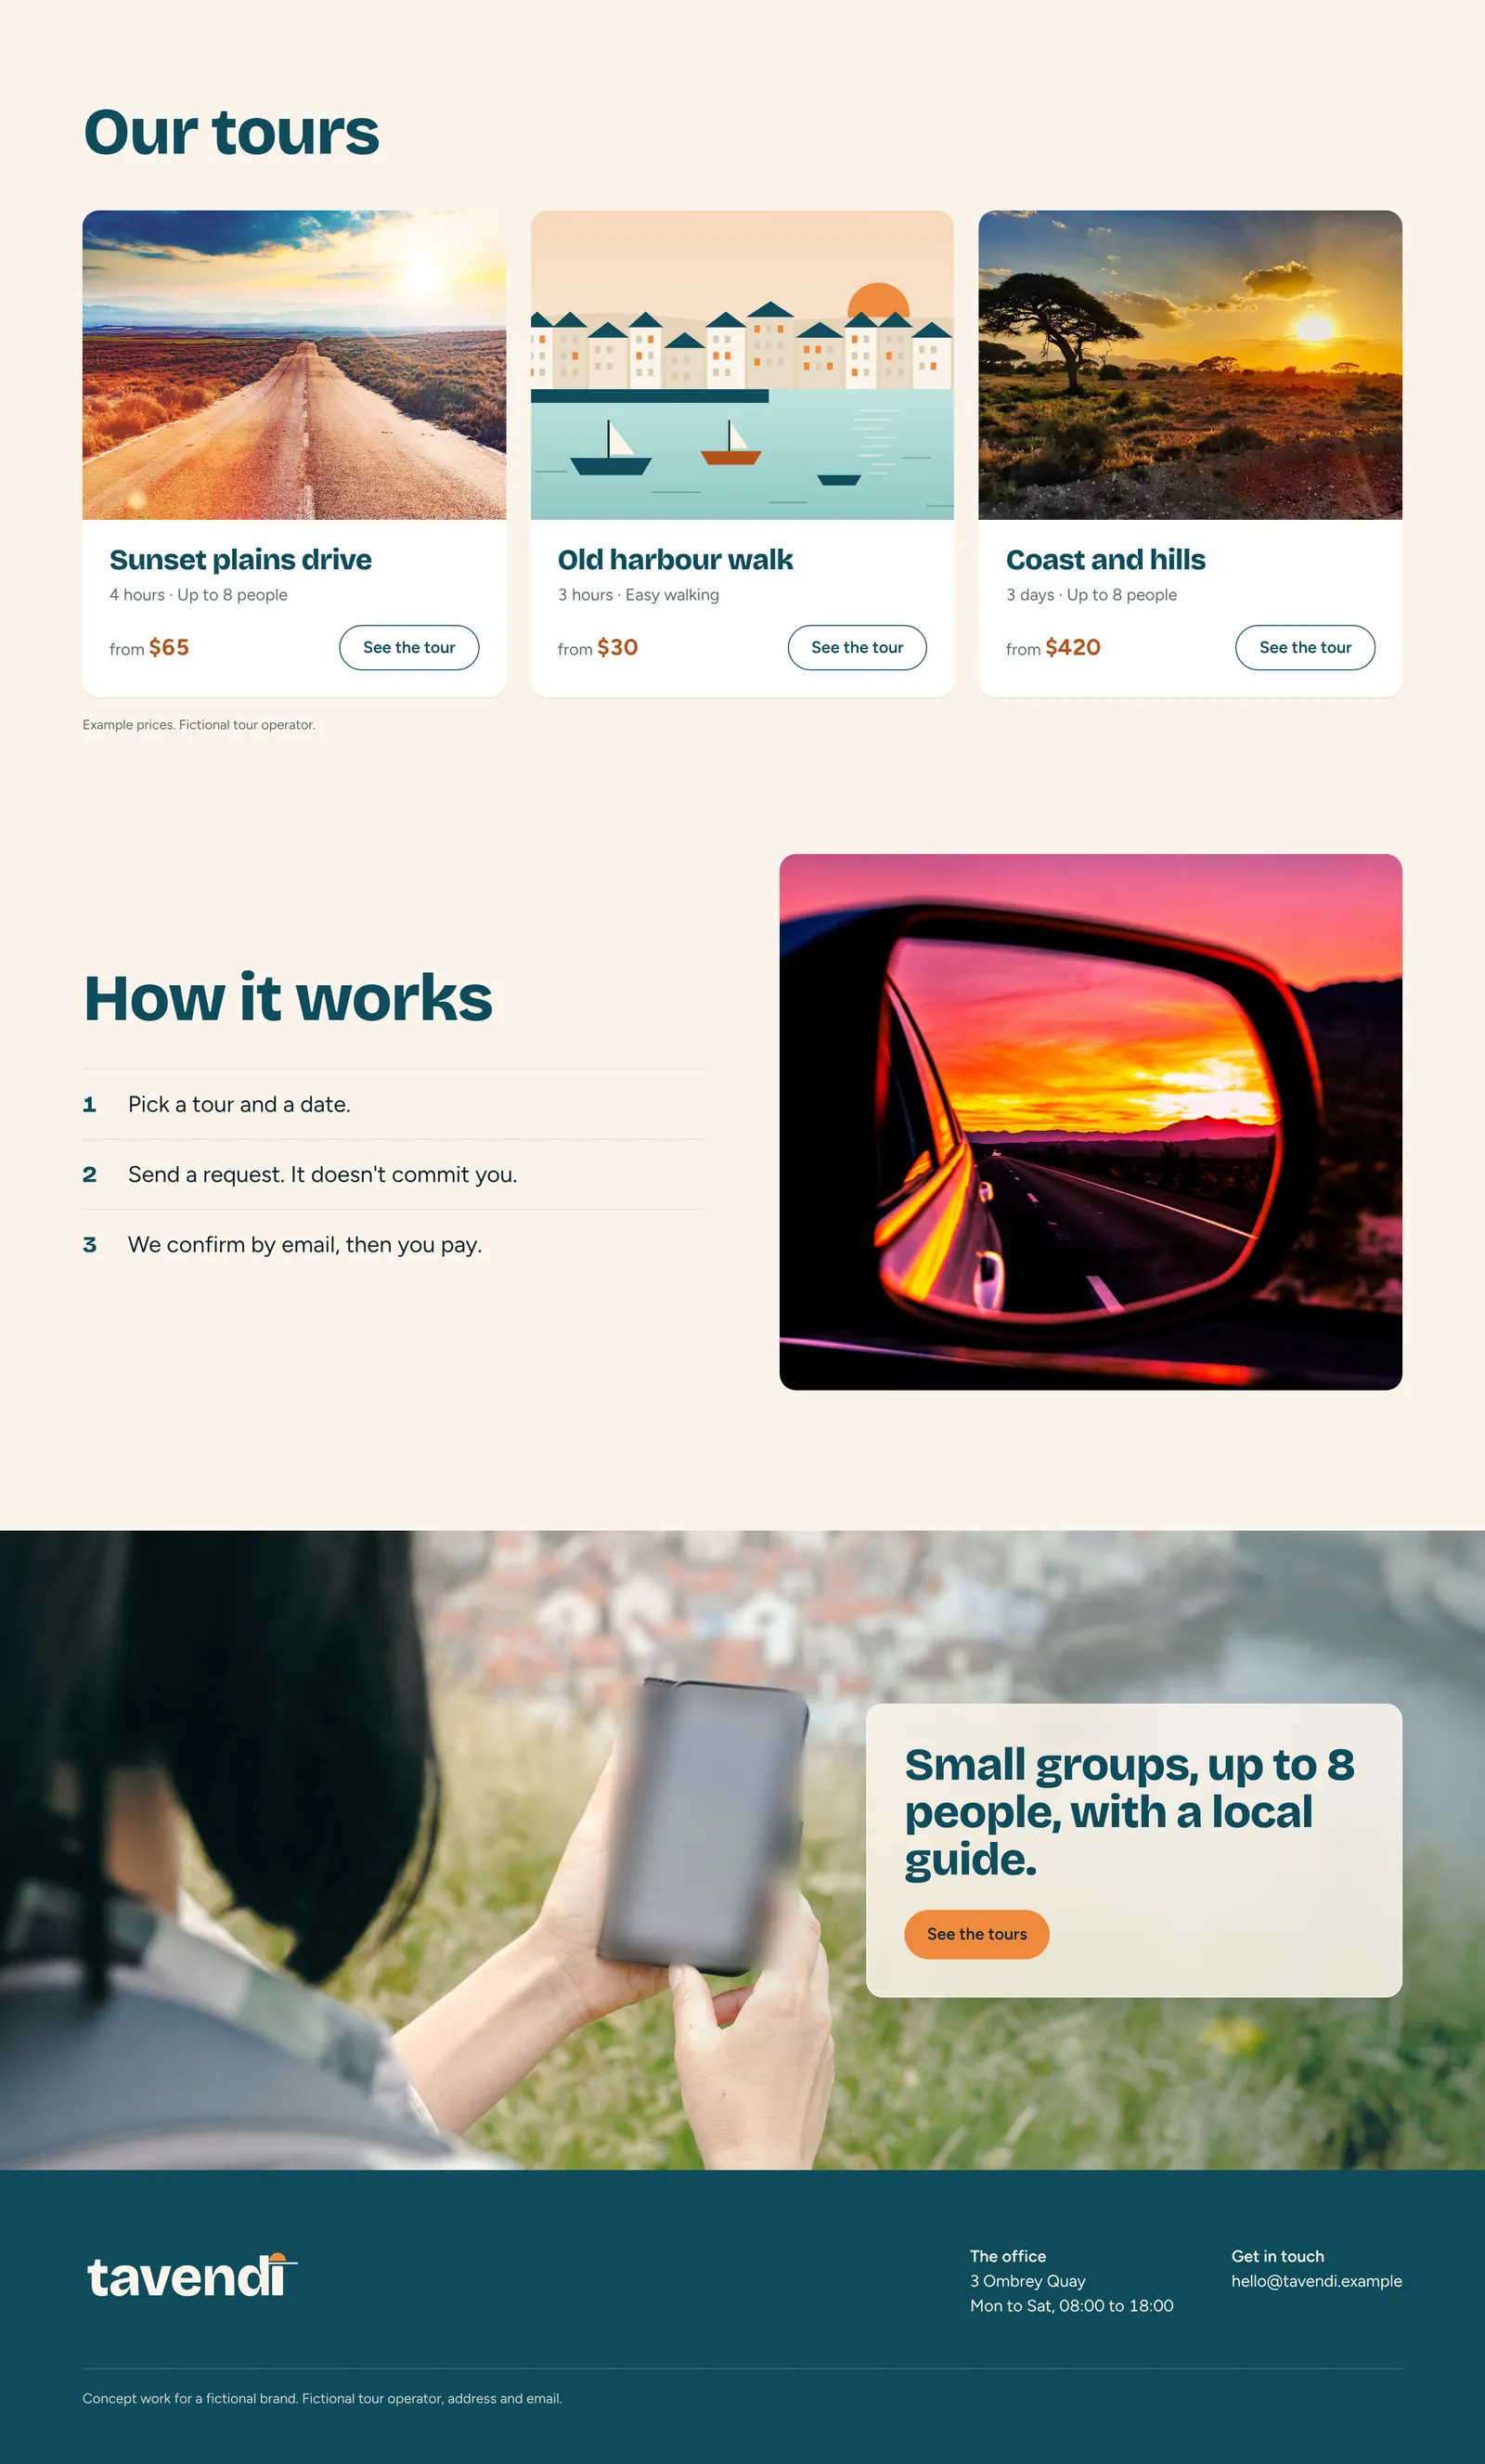 Our tours
Sunset plains drive
4 hours · Up to 8 people
from $65
See the tour
Old harbour walk
3 hours · Easy walking
from $30
See the tour
Coast and hills
3 days · Up to 8 people
from $420
See the tour
Example prices. Fictional tour operator.
How it works
1 Pick a tour and a date.
2 Send a request. It doesn't commit you.
3 We confirm by email, then you pay.
Small groups, up to 8
people, with a local
guide.
See the tours
tavendi
The office
3 Ombrey Quay
Mon to Sat, 08:00 to 18:00
Get in touch
hello@tavendi.example
Concept work for a fictional brand. Fictional tour operator, address and email.